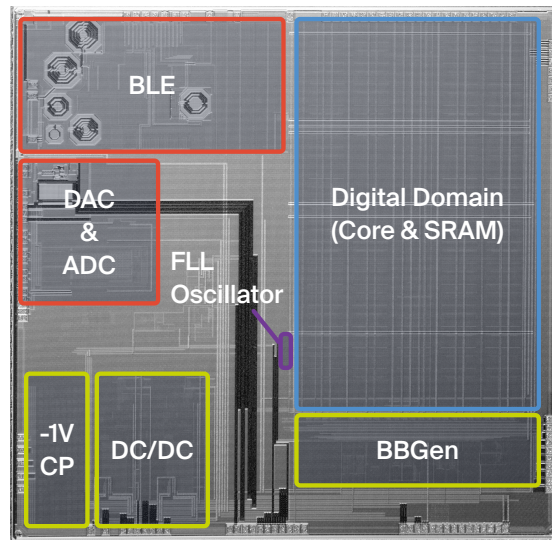 BLE
DAC
&
ADC
Digital Domain
(Core & SRAM)
FLL
Oscillator
-1V
CP
DC/DC
BBGen